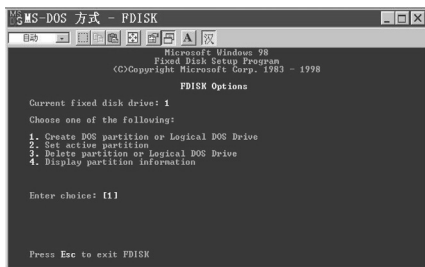 MS-DOS 方式 - FDISK
自动
A 汉
Microsoft Windows 98
Fixed Disk Setup Program
(C)Copyright Microsoft Corp. 1983 - 1998
FDISK Options
Current fixed disk drive: 1
Choose one of the following:
1. Create DOS partition or Logical DOS Drive
2. Set active partition
3. Delete partition or Logical DOS Drive
4. Display partition information
Enter choice: [1]
Press Esc to exit FDISK